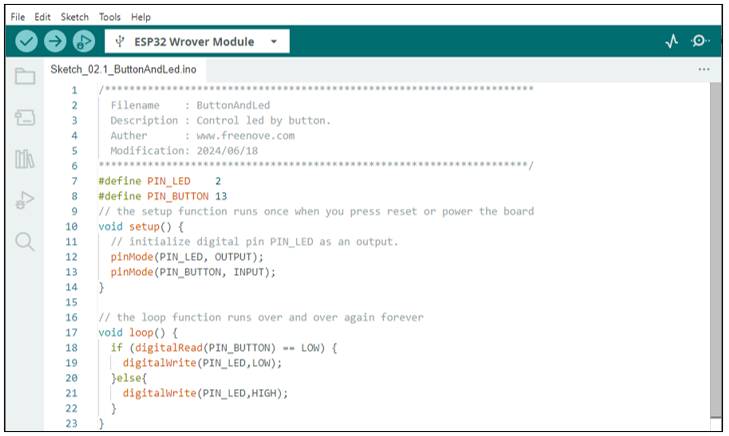 File Edit Sketch Tools Help
ESP32 Wrover Module
Sketch_02.1_ButtonAndLed.ino
...
1 /**********************************************************************
2   Filename    : ButtonAndLed
3   Description : Control led by button.
4   Auther      : www.freenove.com
5   Modification: 2024/06/18
6 **********************************************************************/
7 #define PIN_LED    2
8 #define PIN_BUTTON 13
9 // the setup function runs once when you press reset or power the board
10 void setup() {
11   // initialize digital pin PIN_LED as an output.
12   pinMode(PIN_LED, OUTPUT);
13   pinMode(PIN_BUTTON, INPUT);
14 }
15
16 // the loop function runs over and over again forever
17 void loop() {
18   if (digitalRead(PIN_BUTTON) == LOW) {
19     digitalWrite(PIN_LED,LOW);
20   }else{
21     digitalWrite(PIN_LED,HIGH);
22   }
23 }